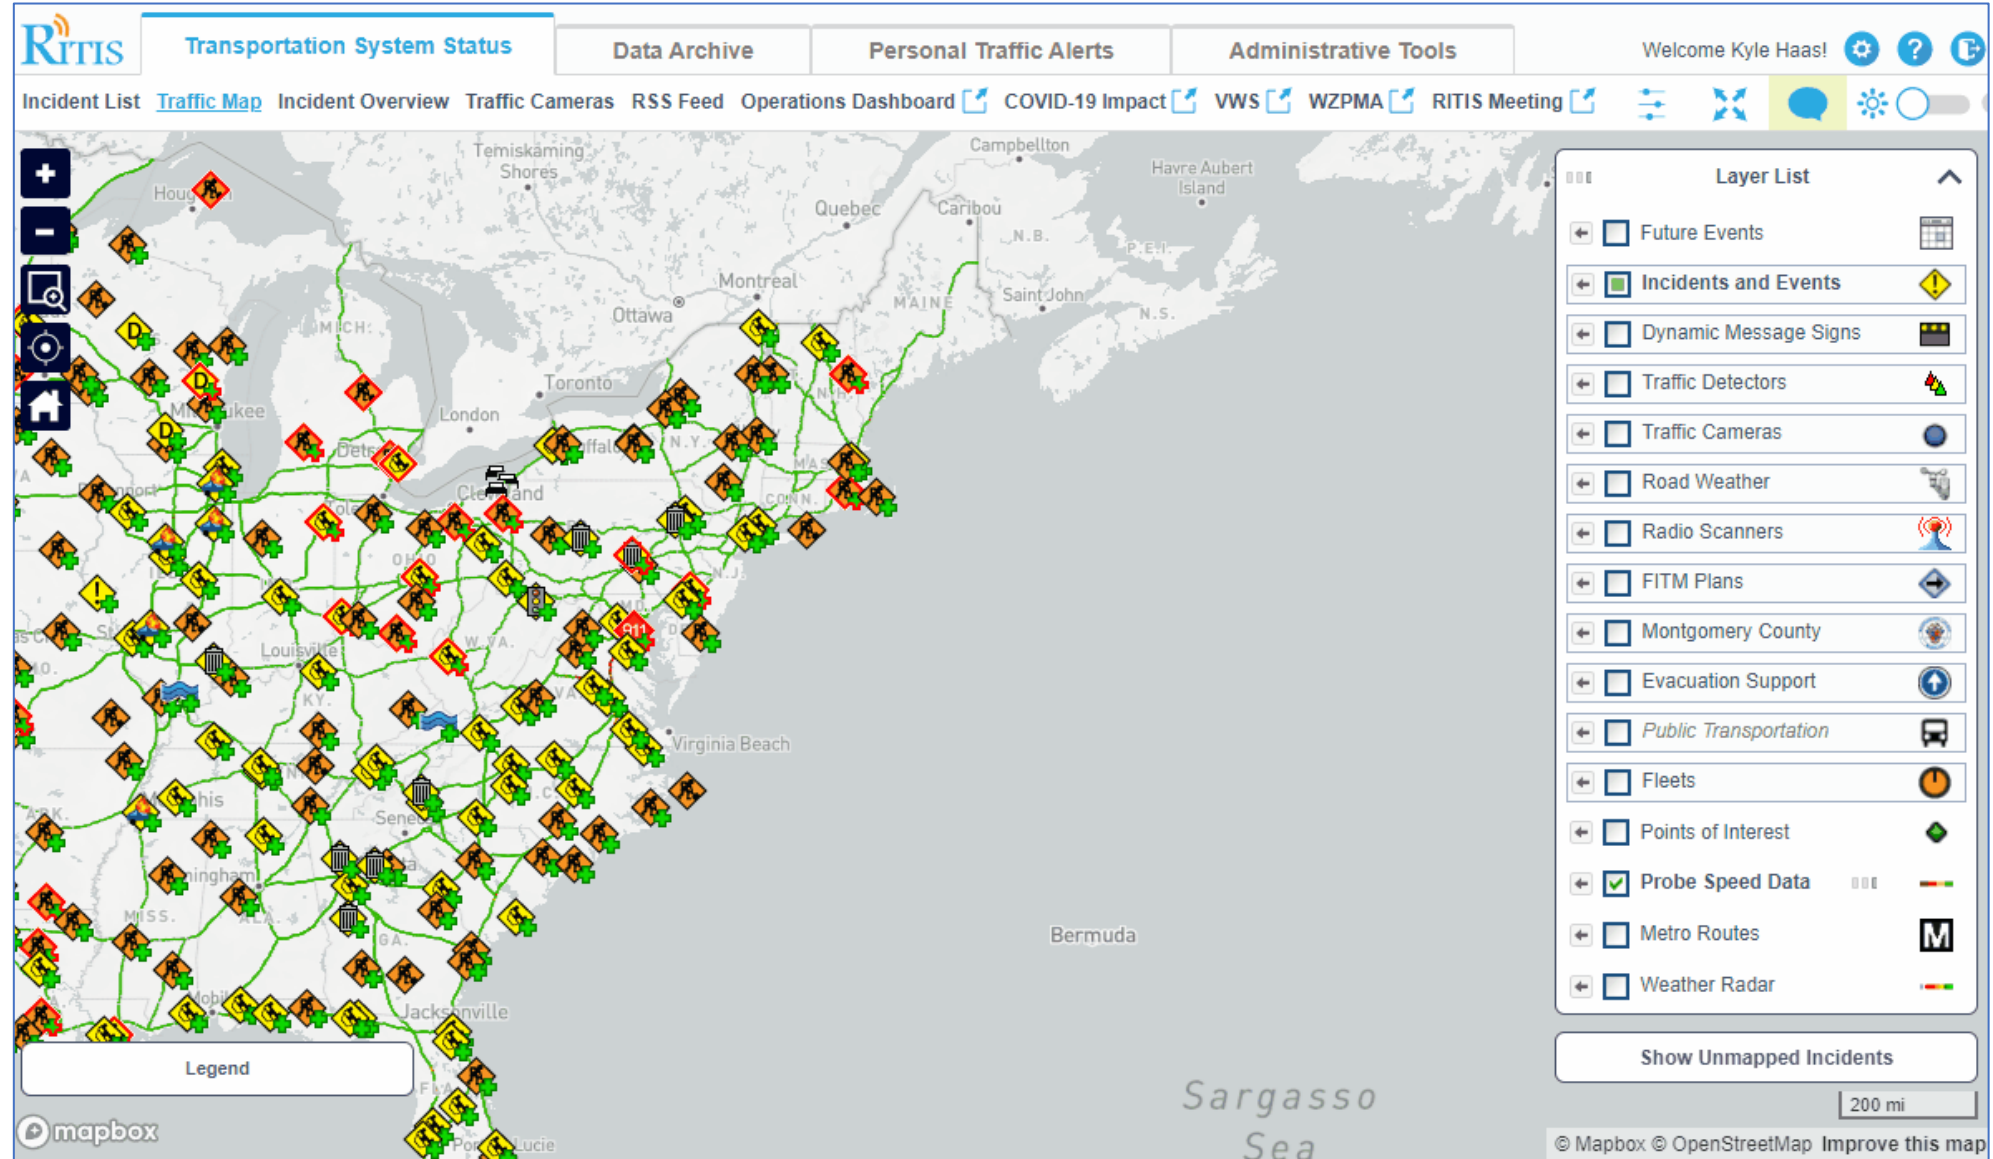 RITIS
Transportation System Status
Data Archive
Personal Traffic Alerts
Administrative Tools
Welcome Kyle Haas!
Incident List Traffic Map Incident Overview Traffic Cameras RSS Feed Operations Dashboard COVID-19 Impact VWS WZPMA RITIS Meeting
Layer List
Future Events
Incidents and Events
Dynamic Message Signs
Traffic Detectors
Traffic Cameras
Road Weather
Radio Scanners
FITM Plans
Montgomery County
Evacuation Support
Public Transportation
Fleets
Points of Interest
Probe Speed Data
Metro Routes
M
Weather Radar
Show Unmapped Incidents
200 mi
© Mapbox © OpenStreetMap Improve this map
Legend
mapbox
Temiskaming
Shores
Campbellton
Havre Aubert
Island
Quebec
Caribou
N.B.
P.E.I.
Montreal
Ottawa
MAINE
Saint John
N.S.
MICH.
Toronto
London
N.H.
N.Y.
MAS
CONN.
N.J.
OHIO
W.VA.
KY.
Louisville
Virginia Beach
MISS.
ALA.
GA.
ARK.
Jacksonville
FLA
Lucie
Bermuda
Sargasso
Sea
D
D
D
911